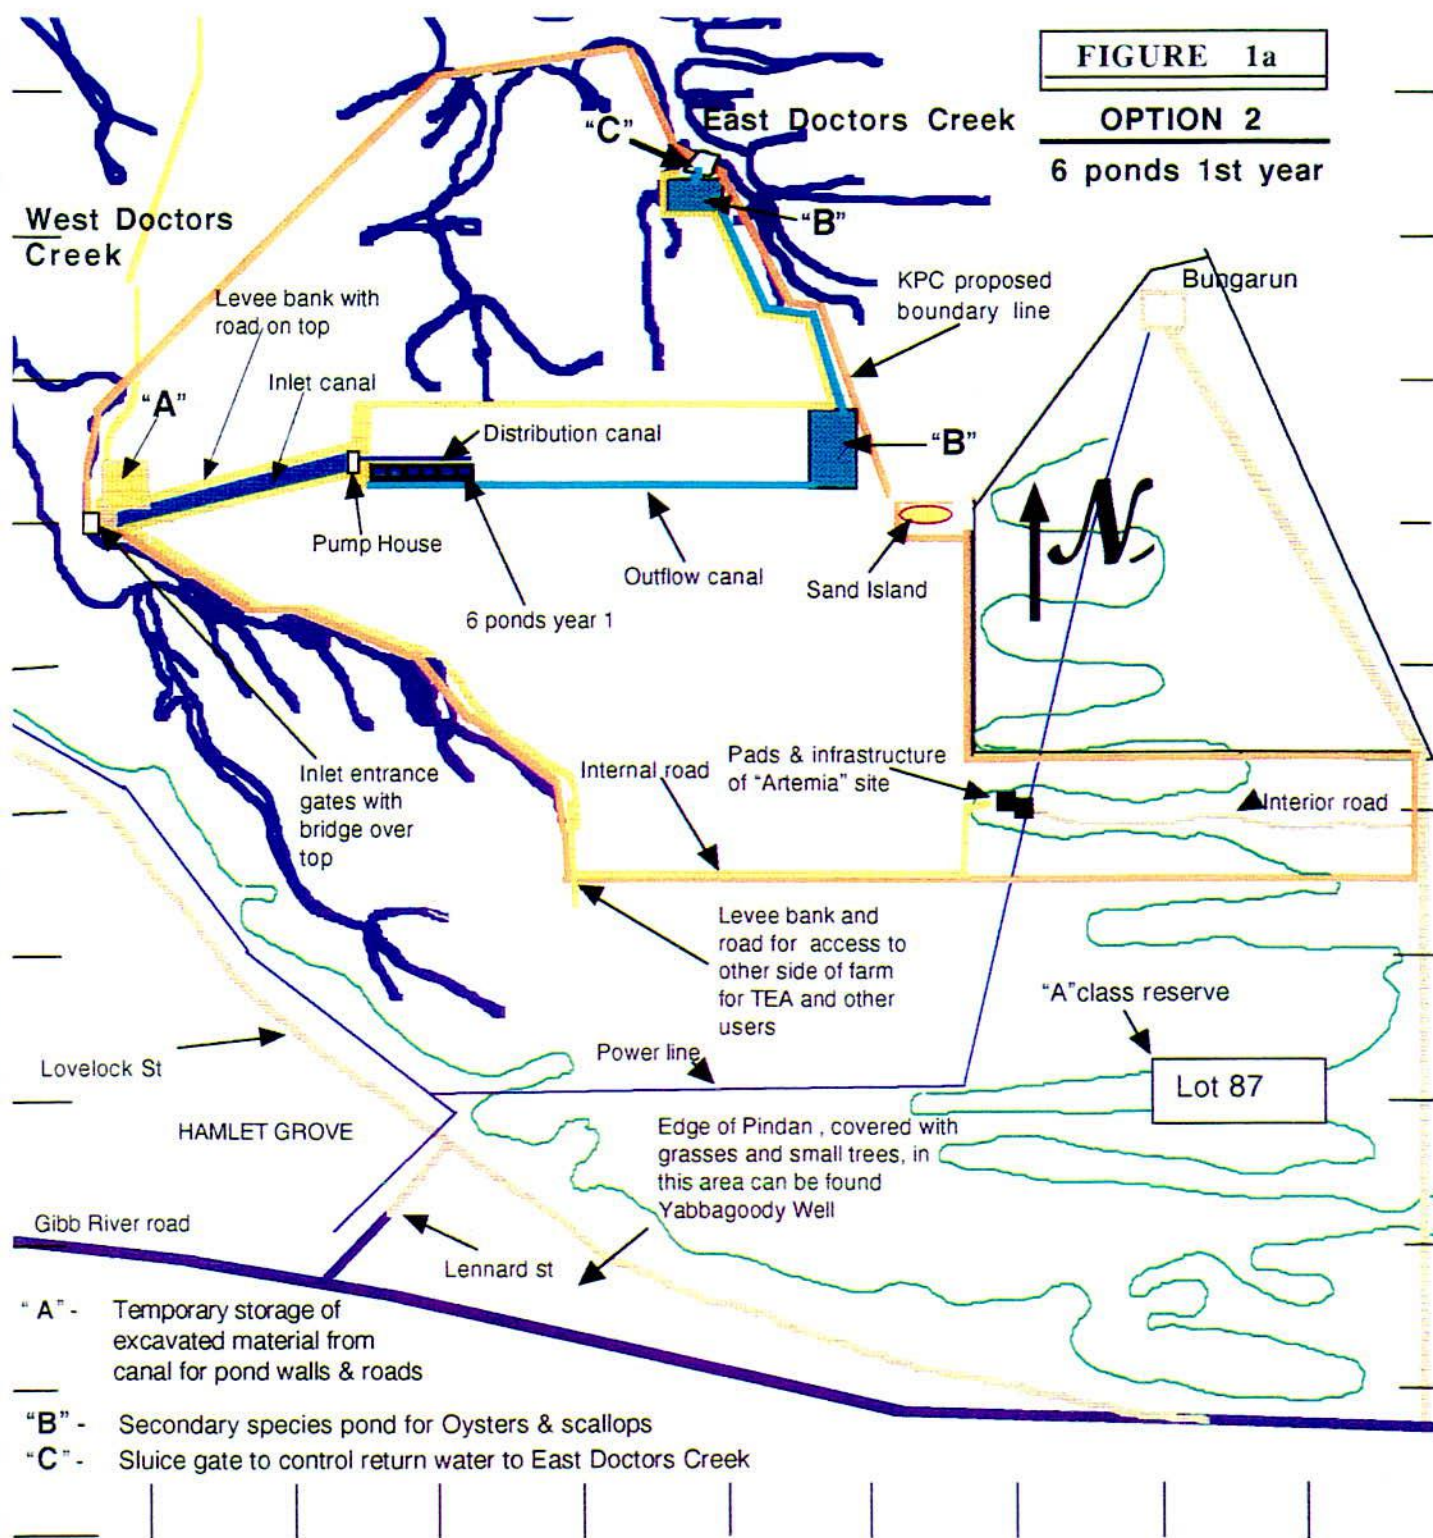 FIGURE 1a
OPTION 2
6 ponds 1st year
"C"
East Doctors Creek
West Doctors
Creek
"B"
Bungarun
KPC proposed
boundary line
Levee bank with
road on top
Inlet canal
"A"
Distribution canal
"B"
N
Pump House
Outflow canal
Sand Island
6 ponds year 1
Inlet entrance
gates with
bridge over
top
Internal road
Pads & infrastructure
of "Artemia" site
Interior road
Levee bank and
road for access to
other side of farm
for TEA and other
users
"A"class reserve
Lot 87
Power line
Lovelock St
HAMLET GROVE
Edge of Pindan , covered with
grasses and small trees, in
this area can be found
Yabbagoody Well
Gibb River road
Lennard st
"A" - Temporary storage of
excavated material from
canal for pond walls & roads
"B" - Secondary species pond for Oysters & scallops
"C" - Sluice gate to control return water to East Doctors Creek